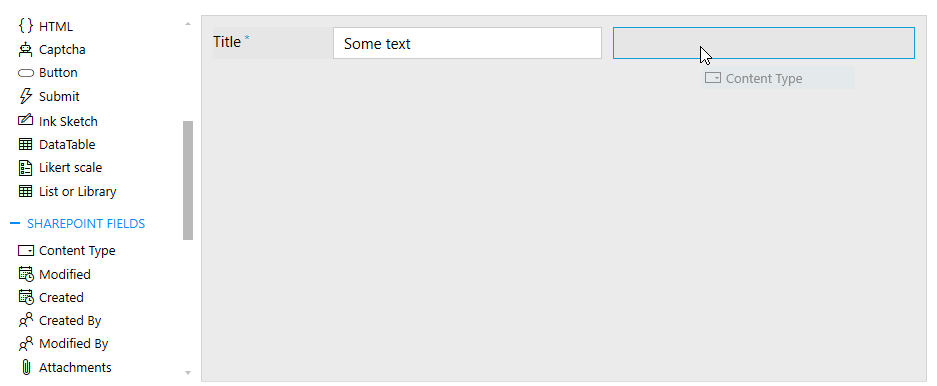 HTML
Captcha
Button
Submit
Ink Sketch
DataTable
Likert scale
List or Library
SHAREPOINT FIELDS
Content Type
Modified
Created
Created By
Modified By
Attachments
Title *
Some text
Content Type